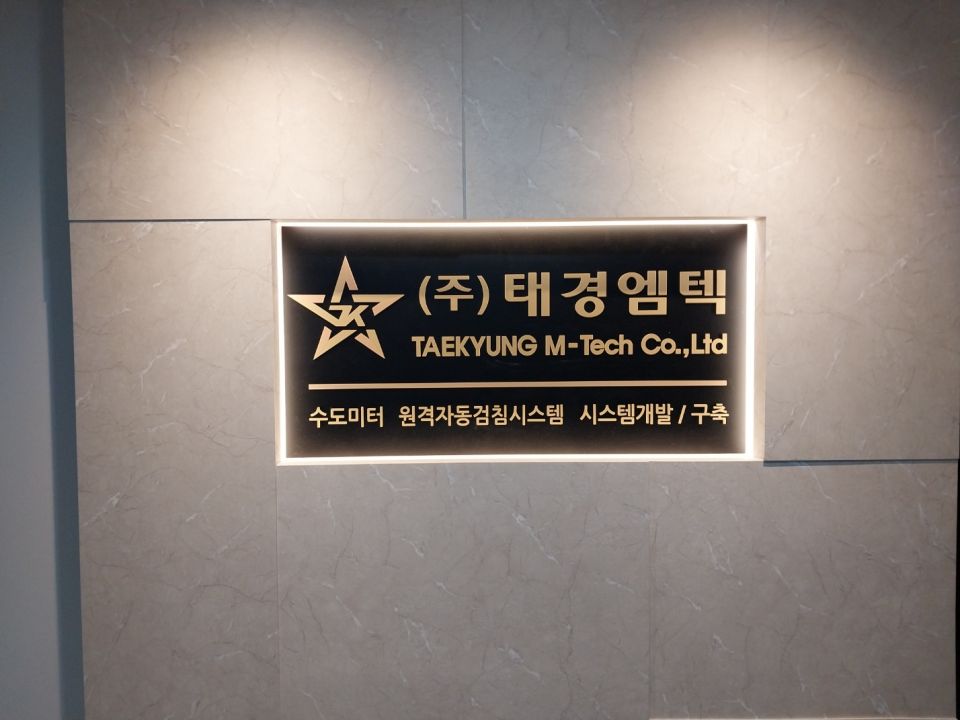 (주)태경엠텍
TAEKYUNG M-Tech Co.,Ltd
수도미터 원격자동검침시스템 시스템개발 / 구축